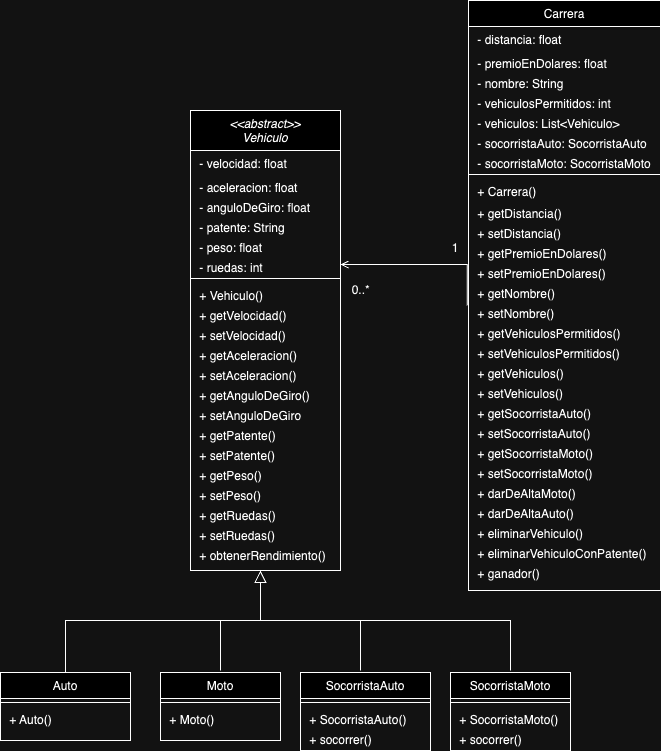 Carrera
- distancia: float
- premioEnDolares: float
- nombre: String
- vehiculosPermitidos: int
- vehiculos: List<Vehiculo>
- socorristaAuto: SocorristaAuto
- socorristaMoto: SocorristaMoto
+ Carrera()
+ getDistancia()
+ setDistancia()
+ getPremioEnDolares()
+ setPremioEnDolares()
+ getNombre()
+ setNombre()
+ getVehiculosPermitidos()
+ setVehiculosPermitidos()
+ getVehiculos()
+ setVehiculos()
+ getSocorristaAuto()
+ setSocorristaAuto()
+ getSocorristaMoto()
+ setSocorristaMoto()
+ darDeAltaMoto()
+ darDeAltaAuto()
+ eliminarVehiculo()
+ eliminarVehiculoConPatente()
+ ganador()
<<abstract>>
Vehiculo
- velocidad: float
- aceleracion: float
- anguloDeGiro: float
- patente: String
- peso: float
- ruedas: int
+ Vehiculo()
+ getVelocidad()
+ setVelocidad()
+ getAceleracion()
+ setAceleracion()
+ getAnguloDeGiro()
+ setAnguloDeGiro
+ getPatente()
+ setPatente()
+ getPeso()
+ setPeso()
+ getRuedas()
+ setRuedas()
+ obtenerRendimiento()
1
0..*
Auto
+ Auto()
Moto
+ Moto()
SocorristaAuto
+ SocorristaAuto()
+ socorrer()
SocorristaMoto
+ SocorristaMoto()
+ socorrer()